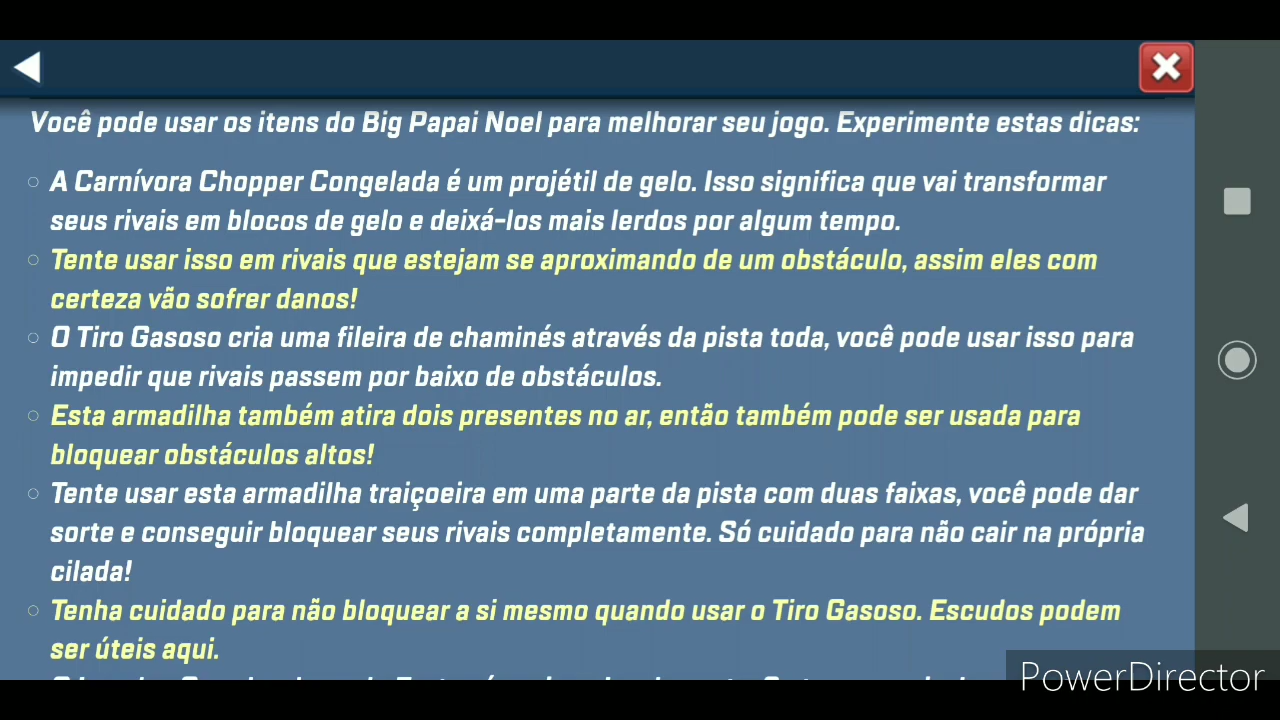 Você pode usar os itens do Big Papai Noel para melhorar seu jogo. Experimente estas dicas:
A Carnívora Chopper Congelada é um projétil de gelo. Isso significa que vai transformar
seus rivais em blocos de gelo e deixá-los mais lerdos por algum tempo.
Tente usar isso em rivais que estejam se aproximando de um obstáculo, assim eles com
certeza vão sofrer danos!
O Tiro Gasoso cria uma fileira de chaminés através da pista toda, você pode usar isso para
impedir que rivais passem por baixo de obstáculos.
Esta armadilha também atira dois presentes no ar, então também pode ser usada para
bloquear obstáculos altos!
Tente usar esta armadilha traiçoeira em uma parte da pista com duas faixas, você pode dar
sorte e conseguir bloquear seus rivais completamente. Só cuidado para não cair na própria
cilada!
Tenha cuidado para não bloquear a si mesmo quando usar o Tiro Gasoso. Escudos podem
ser úteis aqui.
PowerDirector